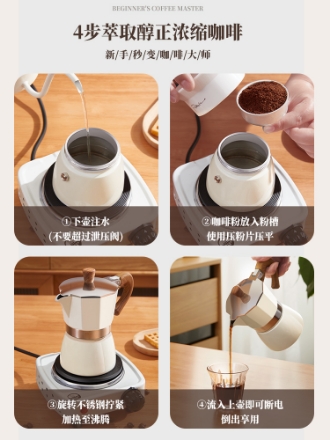 BEGINNER'S COFFEE MASTER
4步萃取醇正浓缩咖啡
新/手/秒/变/咖/啡/大/师
①下壶注水
(不要超过泄压阀)
②咖啡粉放入粉槽
使用压粉片压平
③旋转不锈钢拧紧
加热至沸腾
④流入上壶即可断电
倒出享用